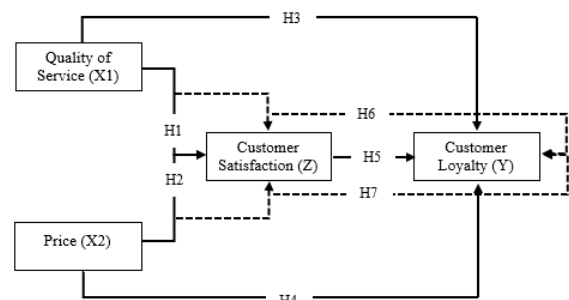 H3
Quality of
Service (X1)
H6
H1
Customer
Satisfaction (Z)
H5
Customer
Loyalty (Y)
H2
H7
Price (X2)
H4